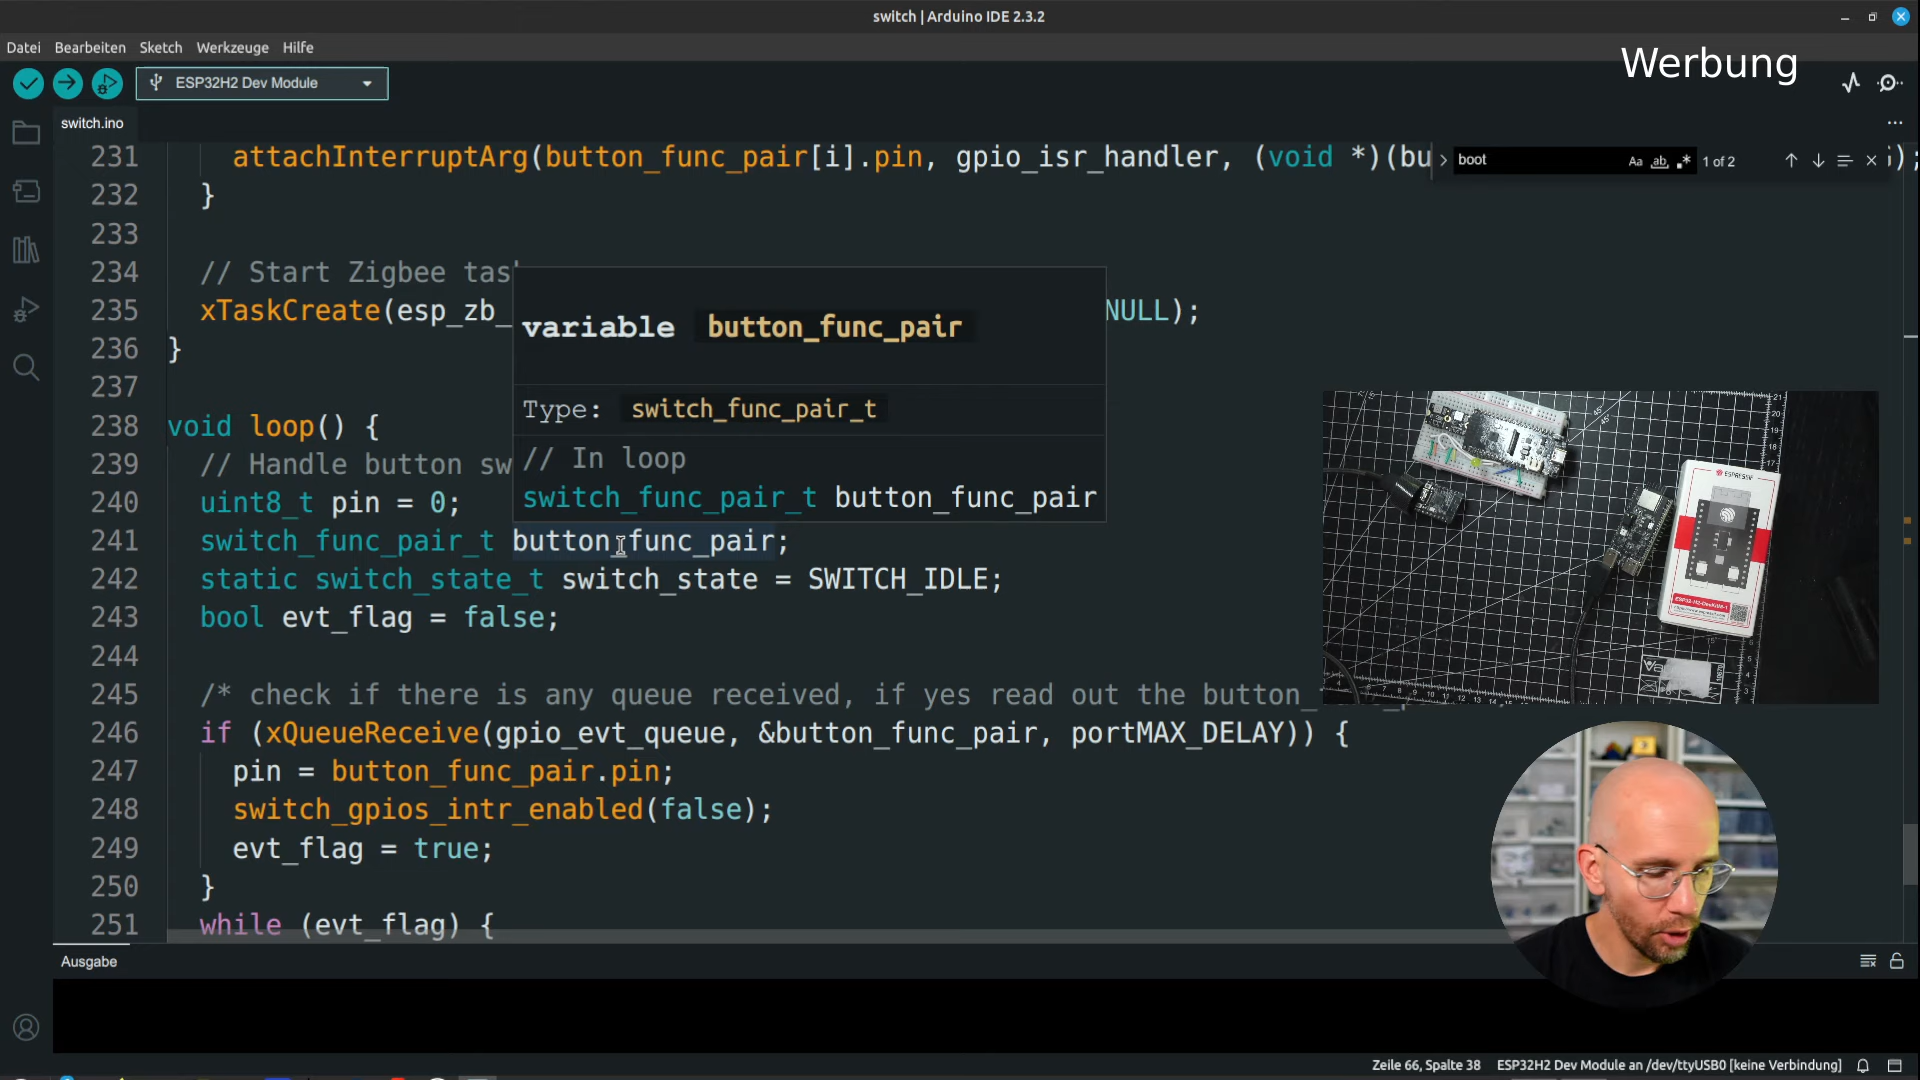 switch | Arduino IDE 2.3.2
Datei Bearbeiten Sketch Werkzeuge Hilfe
Werbung
ESP32H2 Dev Module
switch.ino
boot
Aa ab 1 of 2
231 attachInterruptArg(button_func_pair[i].pin, gpio_isr_handler, (void *)(bu
232 }
233
234 // Start Zigbee tas
235 xTaskCreate(esp_zb_ NULL);
236 }
237
variable button_func_pair
Type: switch_func_pair_t
// In loop
switch_func_pair_t button_func_pair
238 void loop() {
239 // Handle button sw
240 uint8_t pin = 0;
241 switch_func_pair_t button_func_pair;
242 static switch_state_t switch_state = SWITCH_IDLE;
243 bool evt_flag = false;
244
245 /* check if there is any queue received, if yes read out the button_
246 if (xQueueReceive(gpio_evt_queue, &button_func_pair, portMAX_DELAY)) {
247 pin = button_func_pair.pin;
248 switch_gpios_intr_enabled(false);
249 evt_flag = true;
250 }
251 while (evt_flag) {
ESPRESSIF
ESP32-H2-DevKitM-1
Ausgabe
Zeile 66, Spalte 38 ESP32H2 Dev Module an /dev/ttyUSB0 [keine Verbindung]